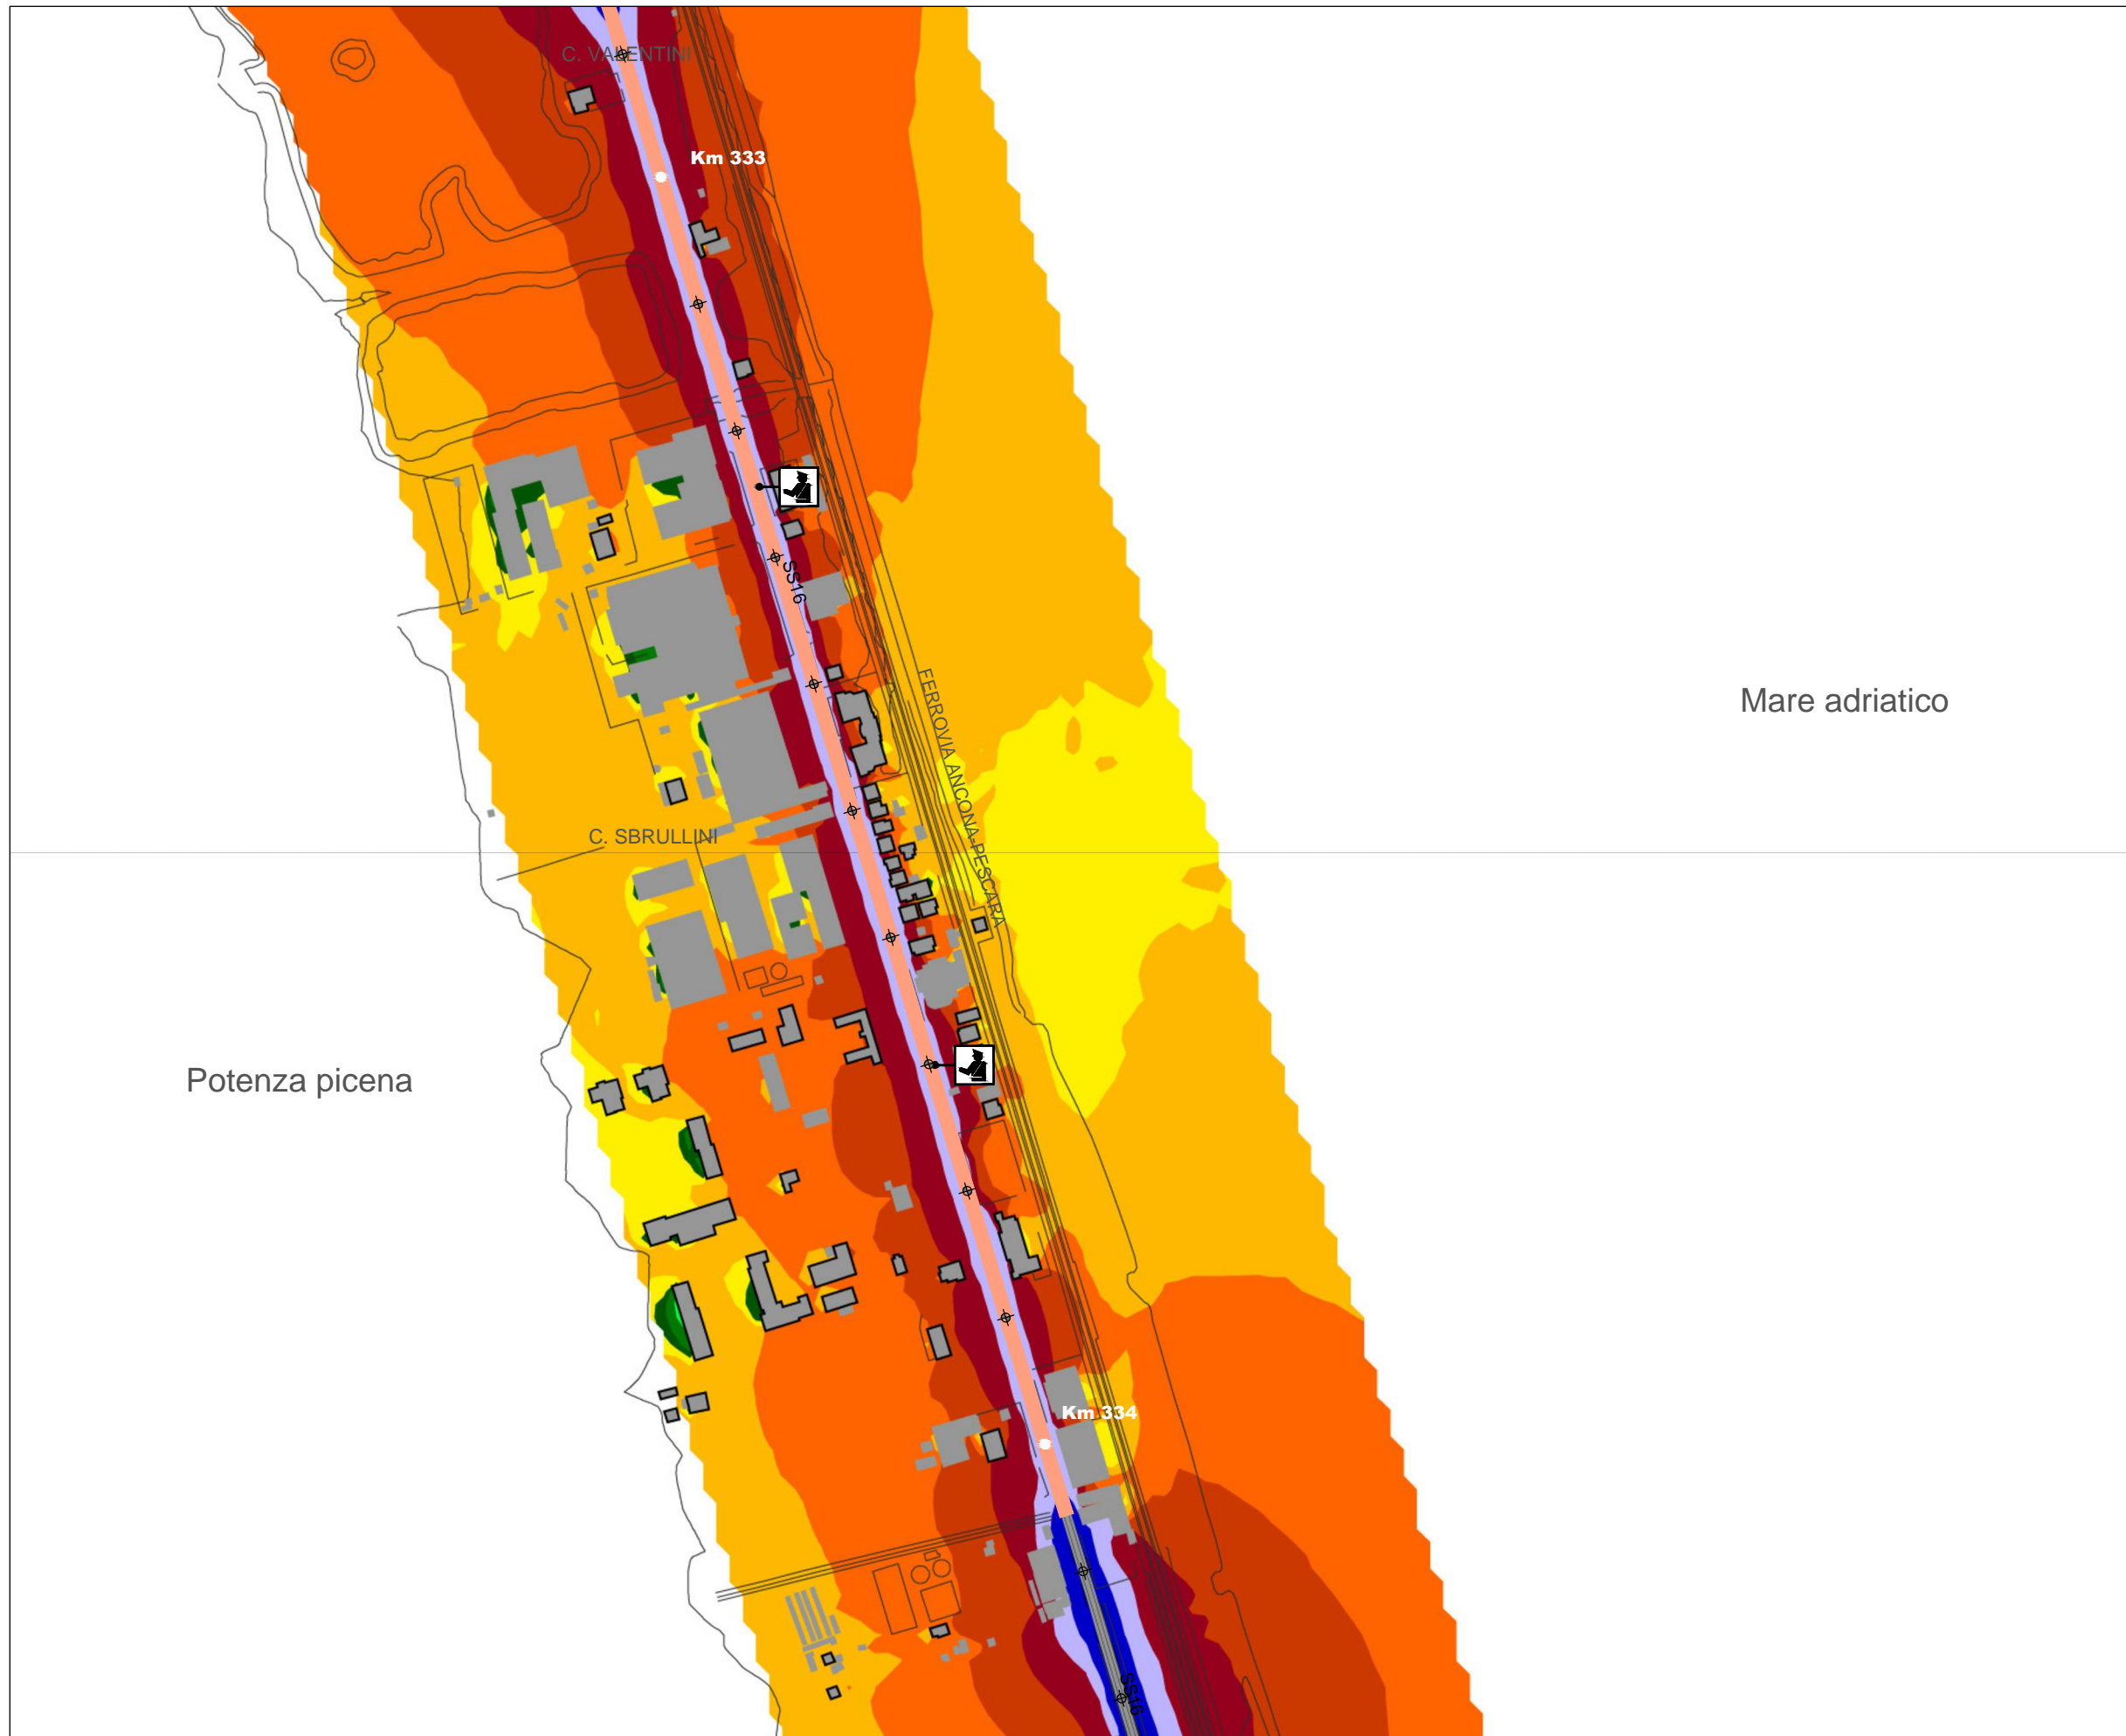 C. VALENTINI
Km 333
SS16
FERROVIA ANCONA-PESCARA
Mare adriatico
C. SBRULLINI
Potenza picena
Km 334
SS16